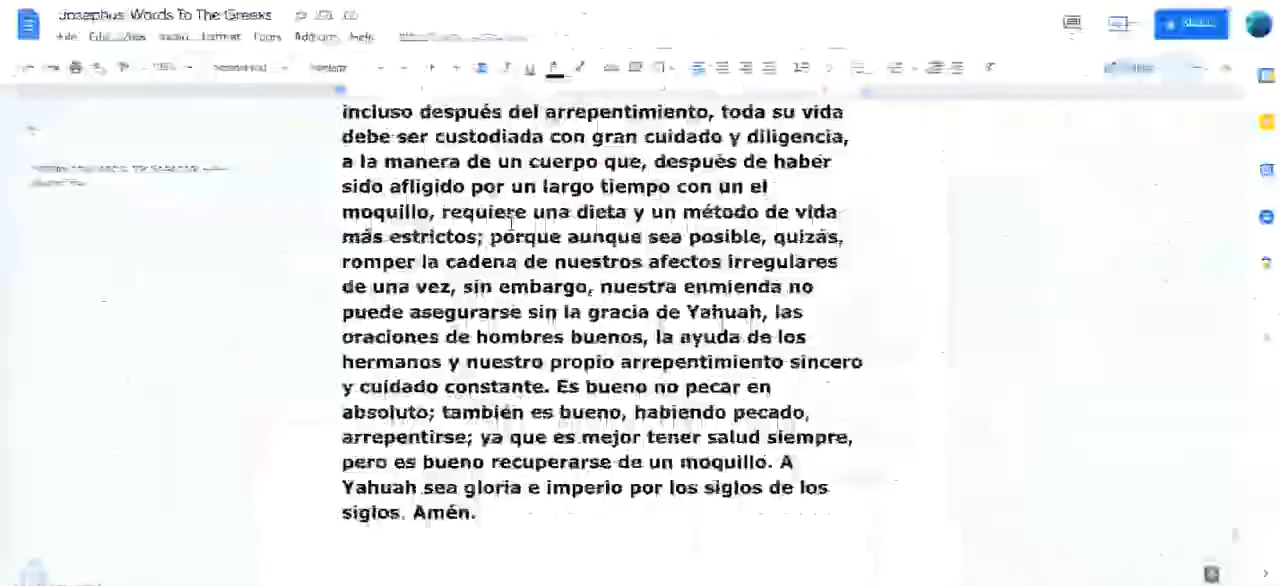 Josephus Words To The Greeks
File Edit View Format Tools Help
incluso después del arrepentimiento, toda su vida
debe ser custodiada con gran cuidado y diligencia,
a la manera de un cuerpo que, después de haber
sido afligido por un largo tiempo con un el
moquillo, requiere una dieta y un método de vida
más estrictos; porque aunque sea posible, quizás,
romper la cadena de nuestros afectos irregulares
de una vez, sin embargo, nuestra enmienda no
puede asegurarse sin la gracia de Yahuah, las
oraciones de hombres buenos, la ayuda de los
hermanos y nuestro propio arrepentimiento sincero
y cuidado constante. Es bueno no pecar en
absoluto; también es bueno, habiendo pecado,
arrepentirse; ya que es mejor tener salud siempre,
pero es bueno recuperarse de un moquillo. A
Yahuah sea gloria e imperio por los siglos de los
siglos. Amén.